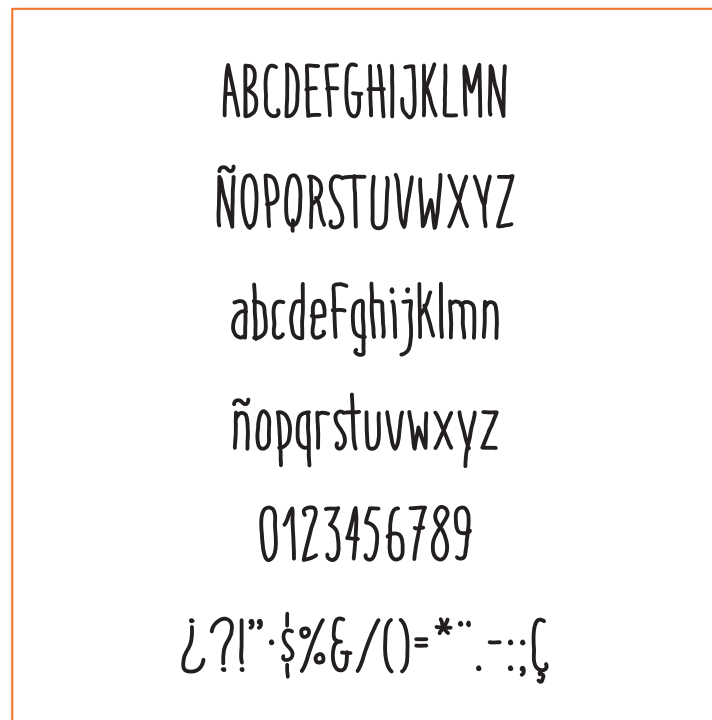 ABCDEFGHIJKLMN
ÑOPQRSTUVWXYZ
abcdefghijklmn
ñopqrstuvwxyz
0123456789
¿?!”·$%&/()=*¨.-:;Ç